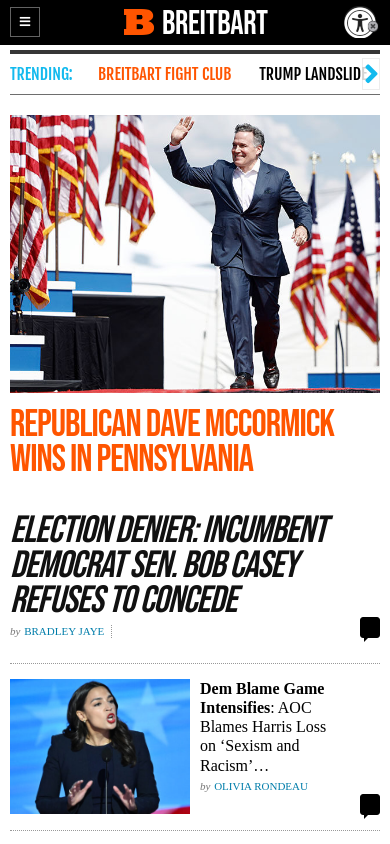 BREITBART
TRENDING: BREITBART FIGHT CLUB TRUMP LANDSLID
REPUBLICAN DAVE MCCORMICK
WINS IN PENNSYLVANIA
ELECTION DENIER: INCUMBENT
DEMOCRAT SEN. BOB CASEY
REFUSES TO CONCEDE
by BRADLEY JAYE
Dem Blame Game
Intensifies: AOC
Blames Harris Loss
on ‘Sexism and
Racism’…
by OLIVIA RONDEAU